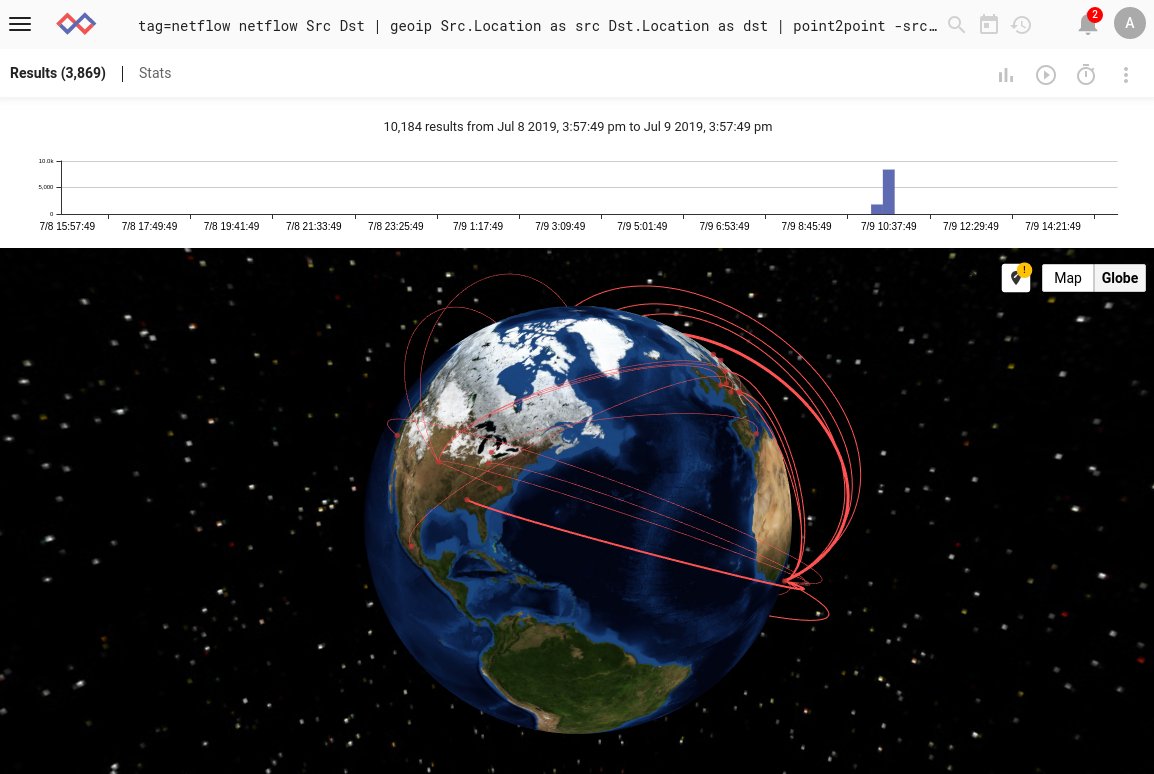 tag=netflow netflow Src Dst | geoip Src.Location as src Dst.Location as dst | point2point -src…
2
A
Results (3,869) | Stats
10,184 results from Jul 8 2019, 3:57:49 pm to Jul 9 2019, 3:57:49 pm
10.0k
5,000
0
7/8 15:57:49 7/8 17:49:49 7/8 19:41:49 7/8 21:33:49 7/8 23:25:49 7/9 1:17:49 7/9 3:09:49 7/9 5:01:49 7/9 6:53:49 7/9 8:45:49 7/9 10:37:49 7/9 12:29:49 7/9 14:21:49
! Map Globe